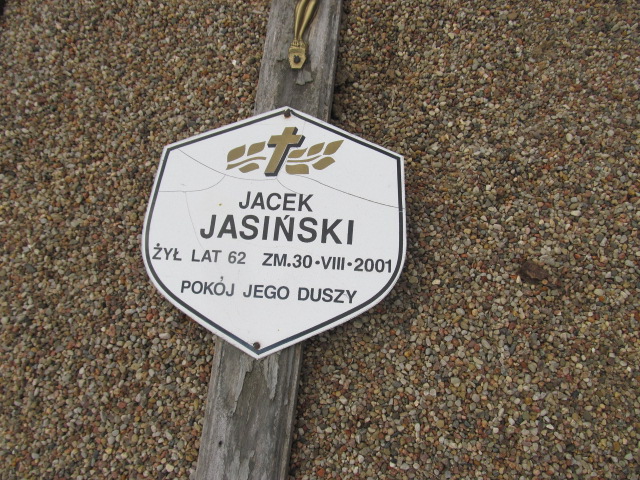 JACEK
JASIŃSKI
ŻYŁ LAT 62 ZM.30•VIII•2001
POKÓJ JEGO DUSZY